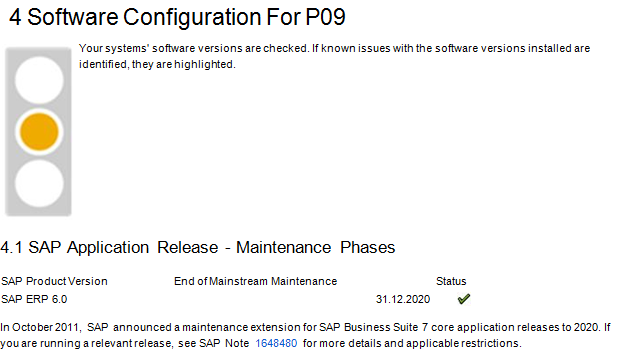 4 Software Configuration For P09
Your systems' software versions are checked. If known issues with the software versions installed are
identified, they are highlighted.
4.1 SAP Application Release - Maintenance Phases
SAP Product Version End of Mainstream Maintenance Status
SAP ERP 6.0 31.12.2020
In October 2011, SAP announced a maintenance extension for SAP Business Suite 7 core application releases to 2020. If
you are running a relevant release, see SAP Note 1648480 for more details and applicable restrictions.